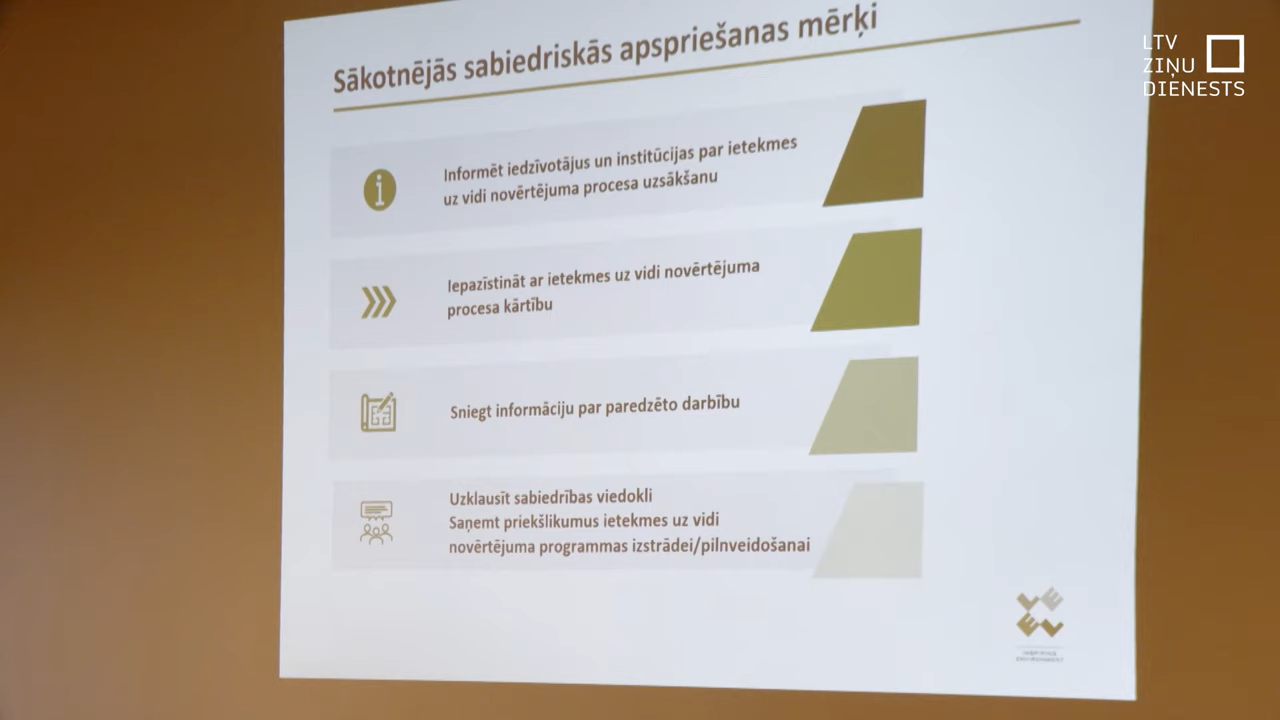 Sākotnējās sabiedriskās apspriešanas mērķi
LTV
ZIŅU
DIENESTS
Informēt iedzīvotājus un institūcijas par ietekmes
uz vidi novērtējuma procesa uzsākšanu
Iepazīstināt ar ietekmes uz vidi novērtējuma
procesa kārtību
Sniegt informāciju par paredzēto darbību
Uzklausīt sabiedrības viedokli
Saņemt priekšlikumus ietekmes uz vidi
novērtējuma programmas izstrādei/pilnveidošanai